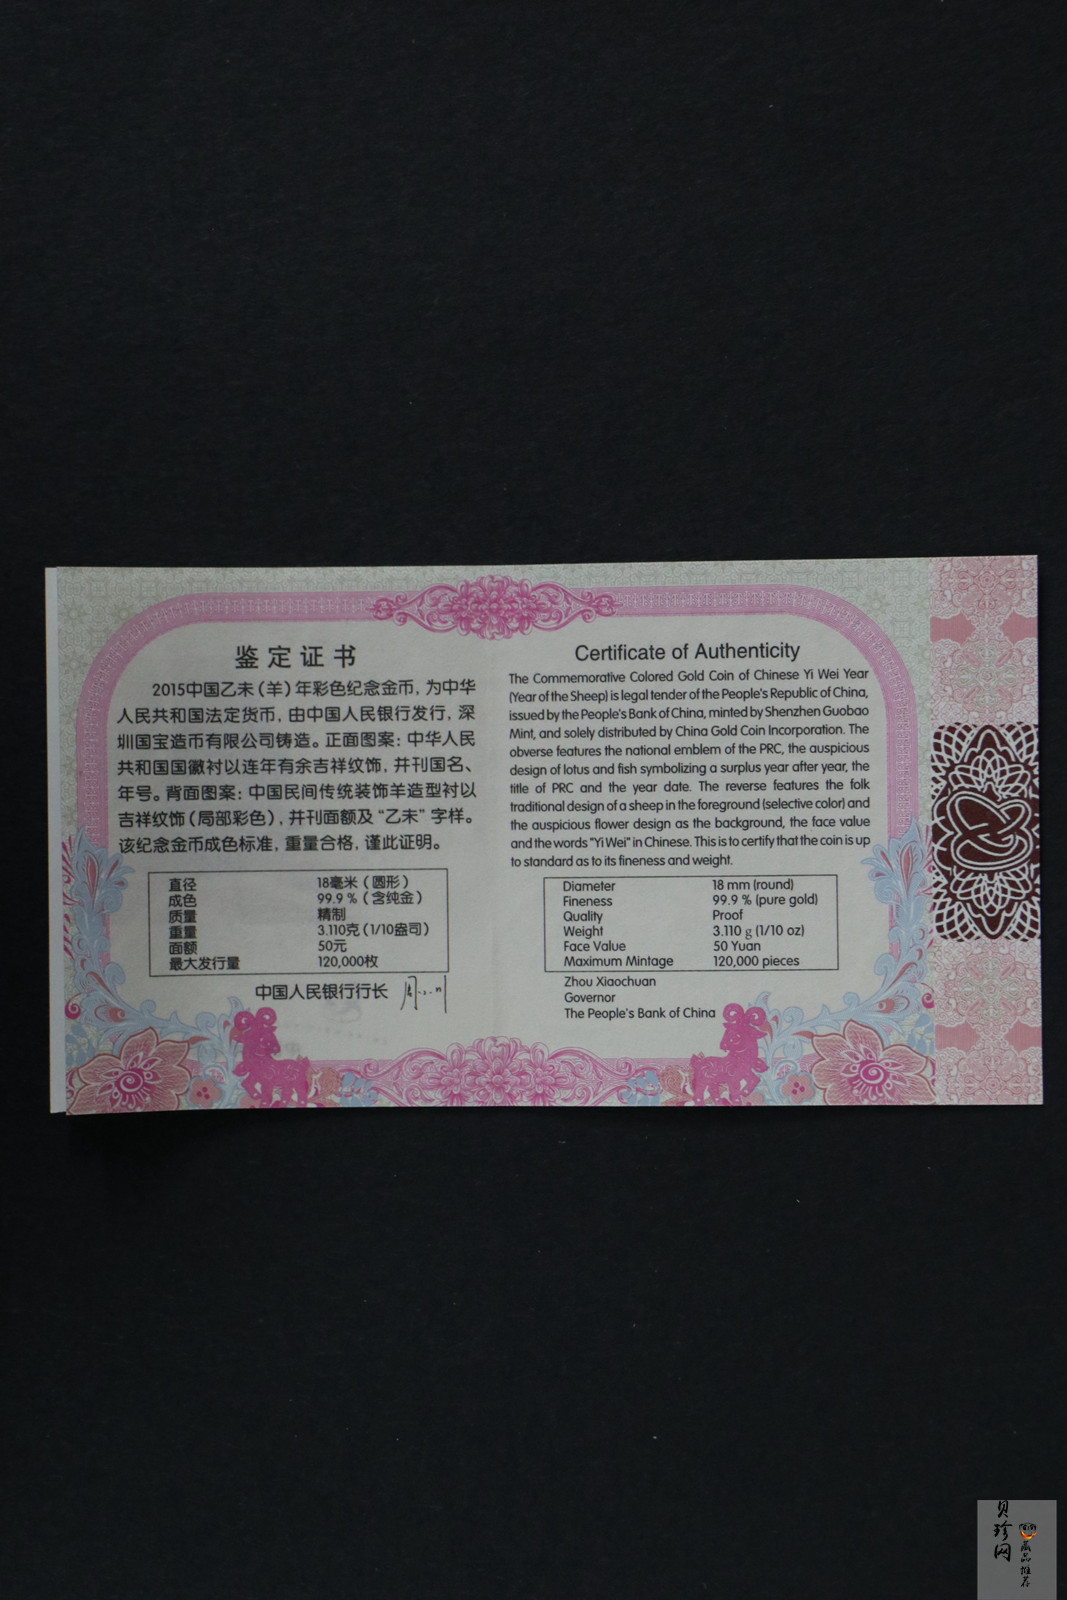 鉴定证书
2015中国乙未（羊）年彩色纪念金币，为中华
人民共和国法定货币，由中国人民银行发行，深
圳国宝造币有限公司铸造。正面图案：中华人民
共和国国徽衬以连年有余吉祥纹饰，并刊国名、
年号。背面图案：中国民间传统装饰羊造型衬以
吉祥纹饰（局部彩色），并刊面额及“乙未”字样。
该纪念金币成色标准，重量合格，谨此证明。
直径 18毫米（圆形）
成色 99.9 %（含纯金）
质量 精制
重量 3.110克（1/10盎司）
面额 50元
最大发行量 120,000枚
中国人民银行行长
Certificate of Authenticity
The Commemorative Colored Gold Coin of Chinese Yi Wei Year
(Year of the Sheep) is legal tender of the People's Republic of China,
issued by the People's Bank of China, minted by Shenzhen Guobao
Mint, and solely distributed by China Gold Coin Incorporation. The
obverse features the national emblem of the PRC, the auspicious
design of lotus and fish symbolizing a surplus year after year, the
title of PRC and the year date. The reverse features the folk
traditional design of a sheep in the foreground (selective color) and
the auspicious flower design as the background, the face value
and the words "Yi Wei" in Chinese. This is to certify that the coin is up
to standard as to its fineness and weight.
Diameter 18 mm (round)
Fineness 99.9 % (pure gold)
Quality Proof
Weight 3.110 g (1/10 oz)
Face Value 50 Yuan
Maximum Mintage 120,000 pieces
Zhou Xiaochuan
Governor
The People's Bank of China
贝珍网
藏品推荐